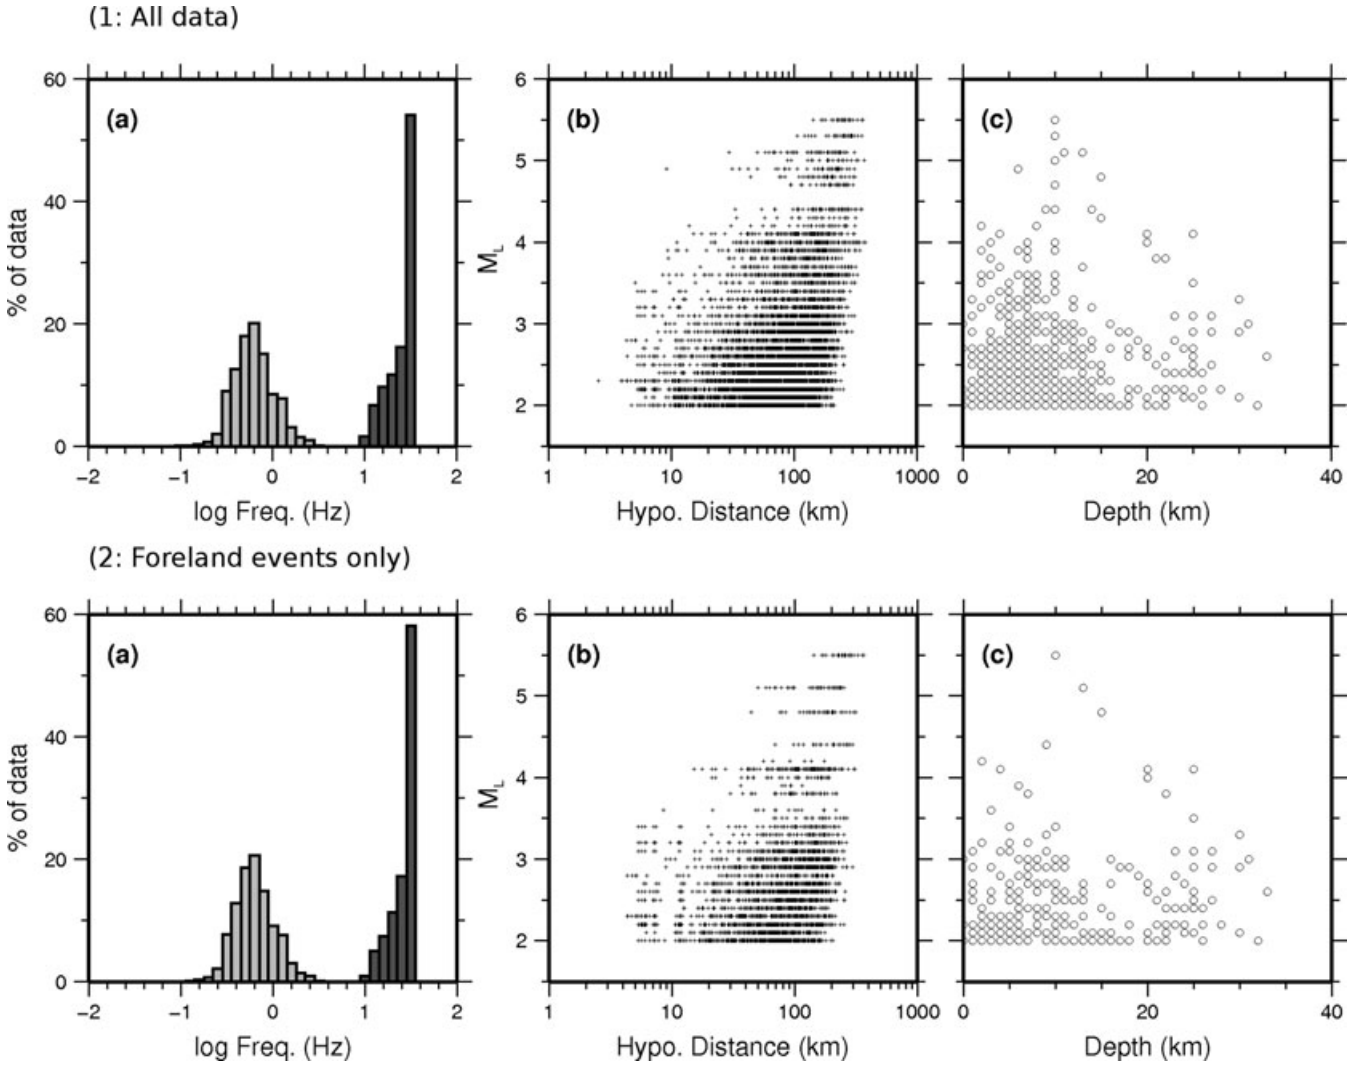 (1: All data)
60
40
20
0
% of data
(a)
−2 −1 0 1 2
log Freq. (Hz)
6
5
4
3
2
M_L
(b)
1 10 100 1000
Hypo. Distance (km)
(c)
0 20 40
Depth (km)
(2: Foreland events only)
60
40
20
0
% of data
(a)
−2 −1 0 1 2
log Freq. (Hz)
6
5
4
3
2
M_L
(b)
1 10 100 1000
Hypo. Distance (km)
(c)
0 20 40
Depth (km)